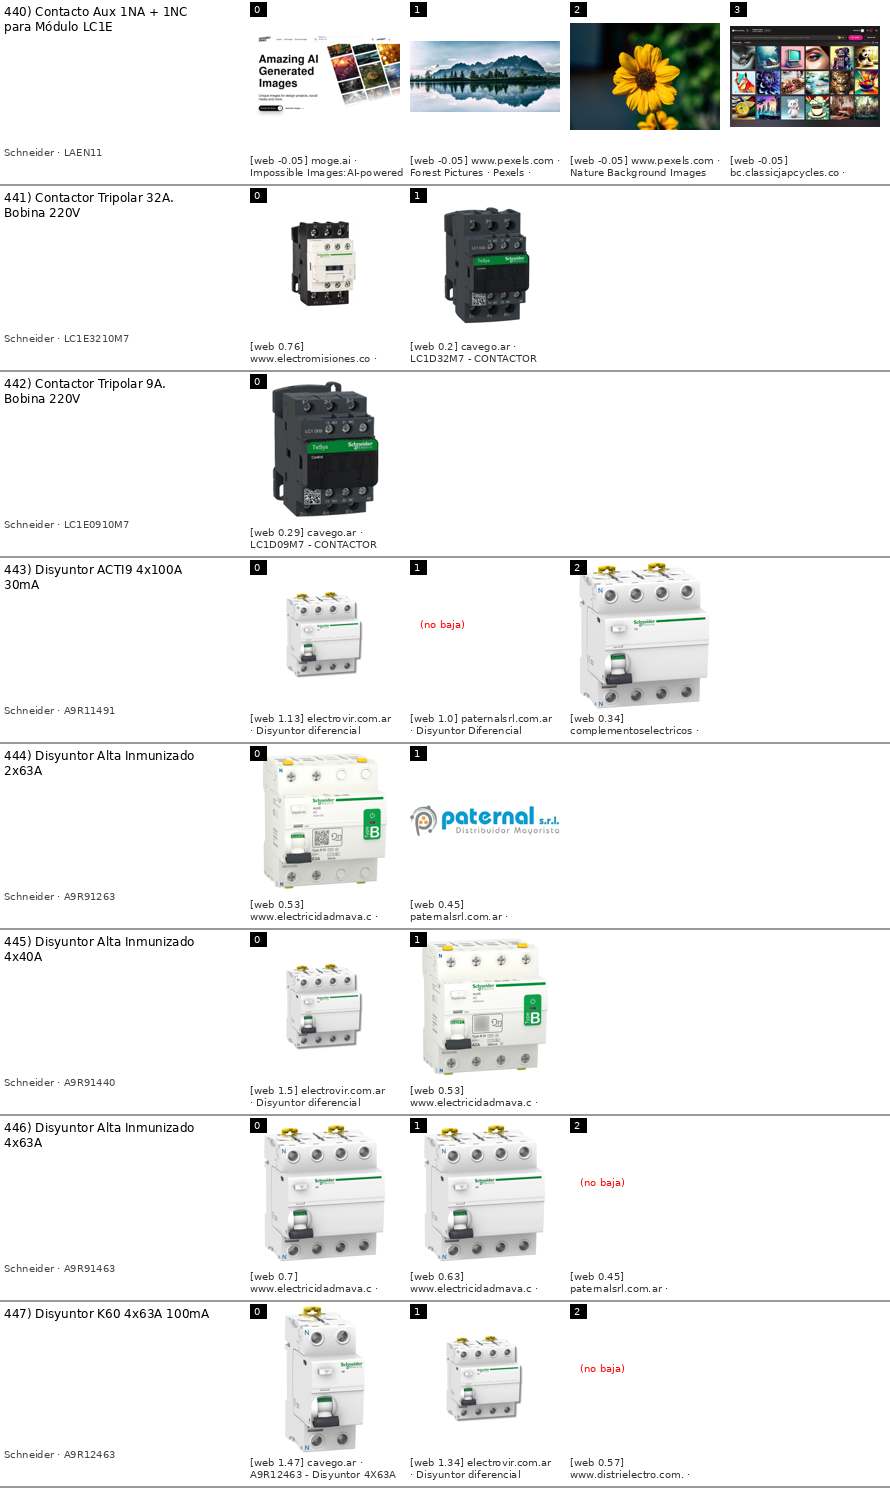 440) Contacto Aux 1NA + 1NC
para Módulo LC1E
Schneider · LAEN11
0
Amazing AI
Generated
Images
[web -0.05] moge.ai ·
Impossible Images:AI-powered
1
[web -0.05] www.pexels.com ·
Forest Pictures · Pexels ·
2
[web -0.05] www.pexels.com ·
Nature Background Images
3
[web -0.05]
bc.classicjapcycles.co ·
441) Contactor Tripolar 32A.
Bobina 220V
Schneider · LC1E3210M7
0
[web 0.76]
www.electromisiones.co ·
1
TeSys
Schneider
[web 0.2] cavego.ar ·
LC1D32M7 - CONTACTOR
442) Contactor Tripolar 9A.
Bobina 220V
Schneider · LC1E0910M7
0
TeSys
Schneider
[web 0.29] cavego.ar ·
LC1D09M7 - CONTACTOR
443) Disyuntor ACTI9 4x100A
30mA
Schneider · A9R11491
0
[web 1.13] electrovir.com.ar
· Disyuntor diferencial
1
(no baja)
[web 1.0] paternalsrl.com.ar
· Disyuntor Diferencial
2
N
Schneider
N
[web 0.34]
complementoselectricos ·
444) Disyuntor Alta Inmunizado
2x63A
Schneider · A9R91263
0
N
Schneider
B
N
[web 0.53]
www.electricidadmava.c ·
1
paternal s.r.l.
Distribuidor Mayorista
[web 0.45]
paternalsrl.com.ar ·
445) Disyuntor Alta Inmunizado
4x40A
Schneider · A9R91440
0
[web 1.5] electrovir.com.ar
· Disyuntor diferencial
1
N
Schneider
B
N
[web 0.53]
www.electricidadmava.c ·
446) Disyuntor Alta Inmunizado
4x63A
Schneider · A9R91463
0
N
Schneider
N
[web 0.7]
www.electricidadmava.c ·
1
N
Schneider
N
[web 0.63]
www.electricidadmava.c ·
2
(no baja)
[web 0.45]
paternalsrl.com.ar ·
447) Disyuntor K60 4x63A 100mA
Schneider · A9R12463
0
N
Schneider
N
[web 1.47] cavego.ar ·
A9R12463 - Disyuntor 4X63A
1
[web 1.34] electrovir.com.ar
· Disyuntor diferencial
2
(no baja)
[web 0.57]
www.distrielectro.com. ·